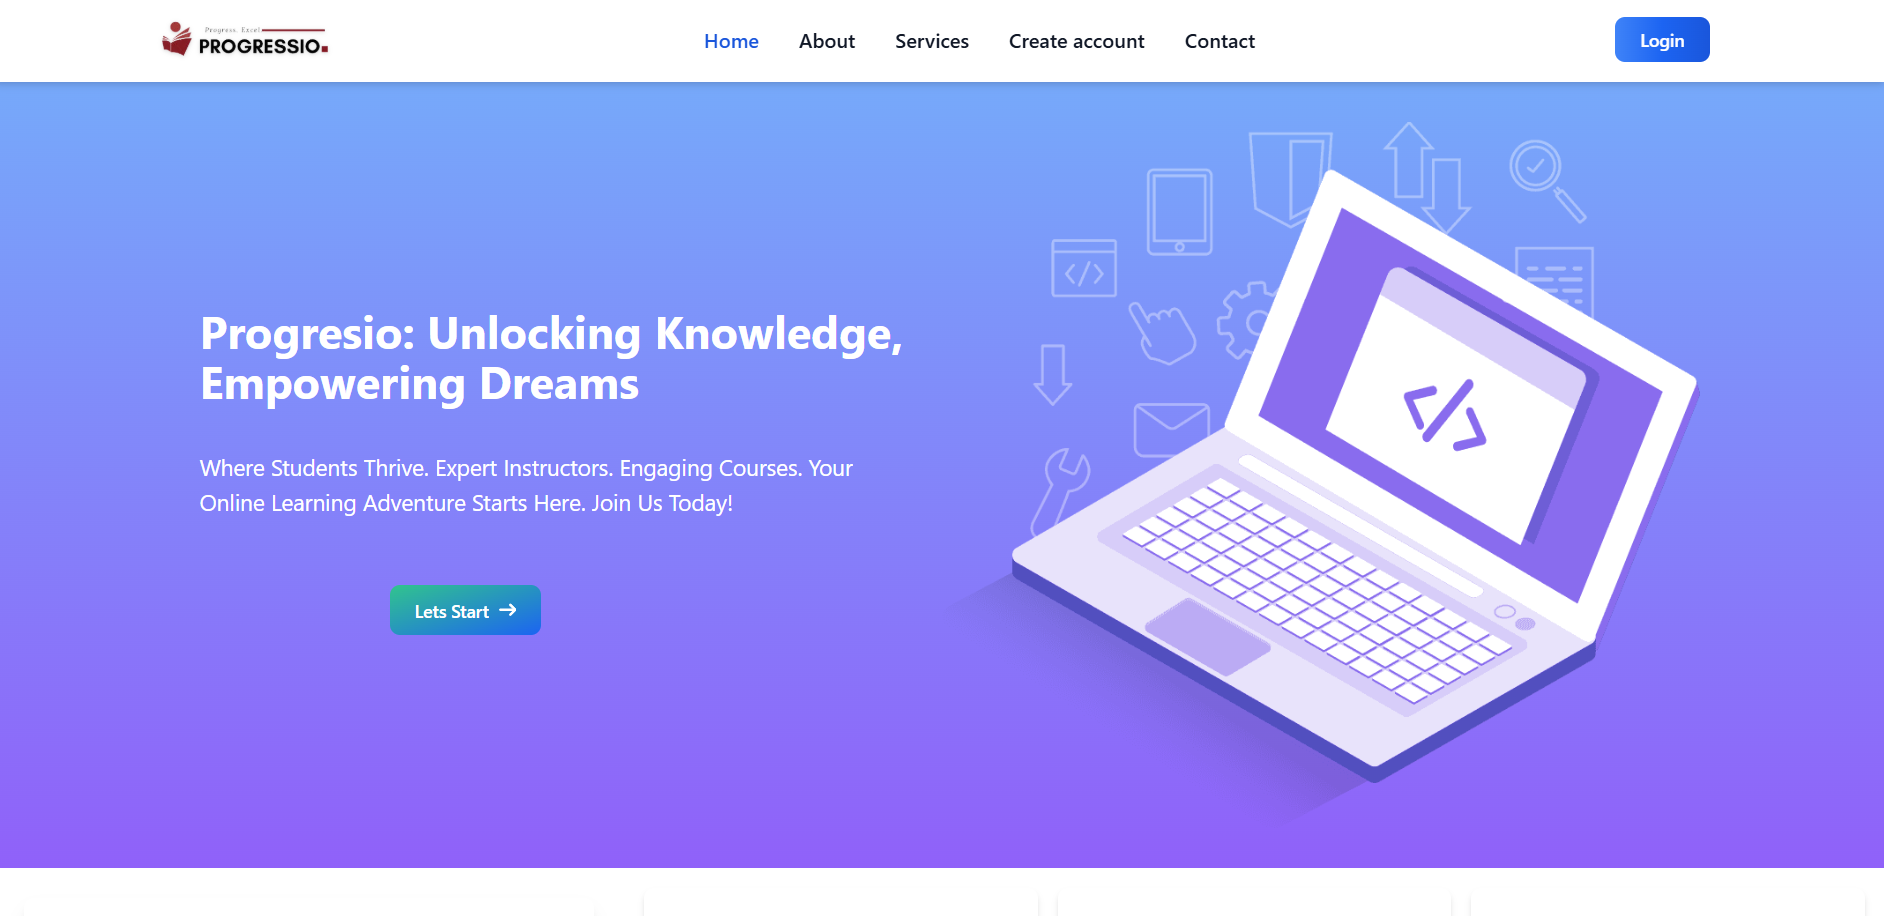 Progress. Excel
PROGRESSIO.
Home
About
Services
Create account
Contact
Login
Progresio: Unlocking Knowledge,
Empowering Dreams
Where Students Thrive. Expert Instructors. Engaging Courses. Your
Online Learning Adventure Starts Here. Join Us Today!
Lets Start →